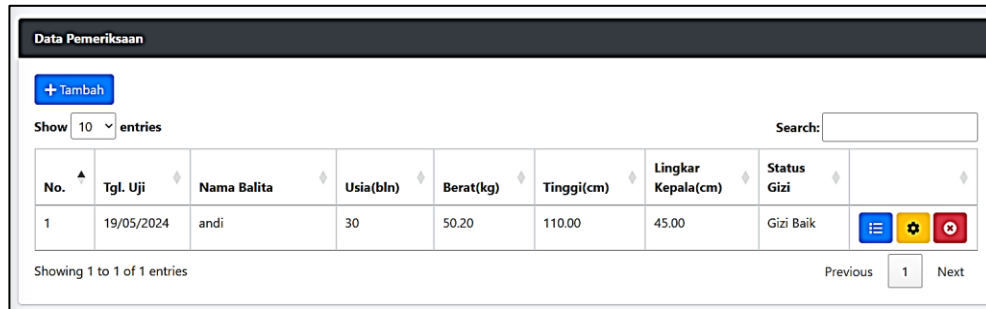 Data Pemeriksaan
+ Tambah
Show 10 entries Search:
No. Tgl. Uji Nama Balita Usia(bln) Berat(kg) Tinggi(cm) Lingkar Kepala(cm) Status Gizi
1 19/05/2024 andi 30 50.20 110.00 45.00 Gizi Baik
Showing 1 to 1 of 1 entries Previous 1 Next